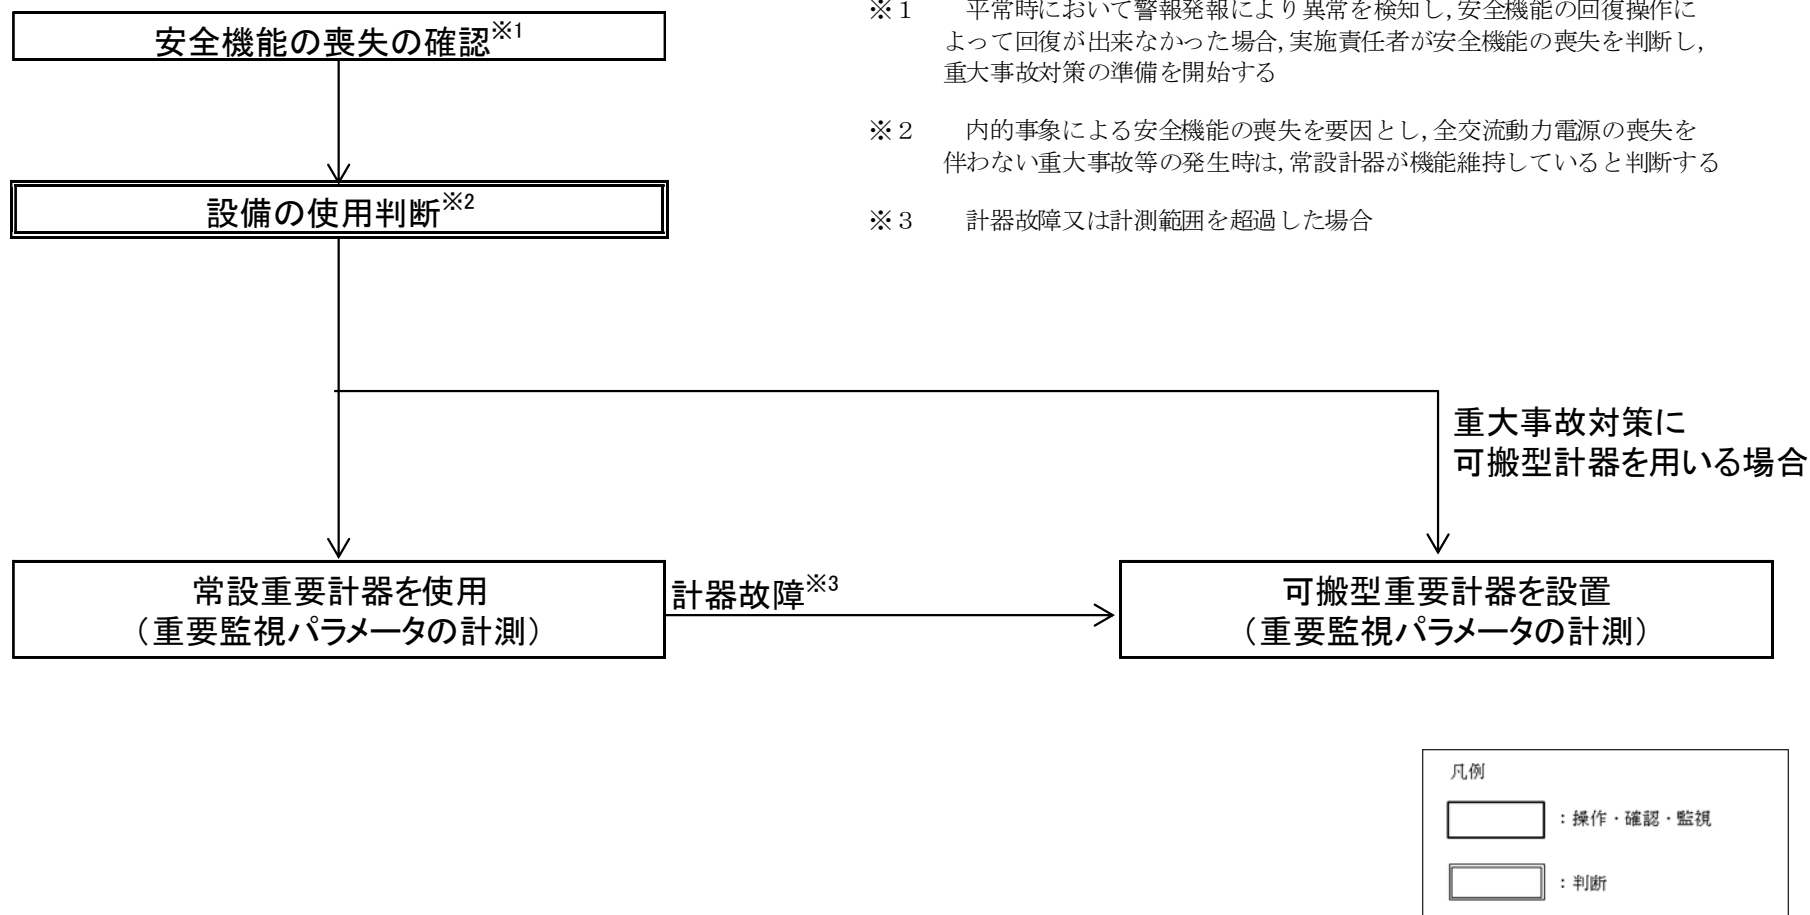 安全機能の喪失の確認※1
※1 平常時において警報発報により異常を検知し,安全機能の回復操作に
よって回復が出来なかった場合,実施責任者が安全機能の喪失を判断し,
重大事故対策の準備を開始する
※2 内的事象による安全機能の喪失を要因とし,全交流動力電源の喪失を
伴わない重大事故等の発生時は,常設計器が機能維持していると判断する
設備の使用判断※2
※3 計器故障又は計測範囲を超過した場合
重大事故対策に
可搬型計器を用いる場合
常設重要計器を使用
（重要監視パラメータの計測）
計器故障※3
可搬型重要計器を設置
（重要監視パラメータの計測）
凡例
：操作・確認・監視
：判断